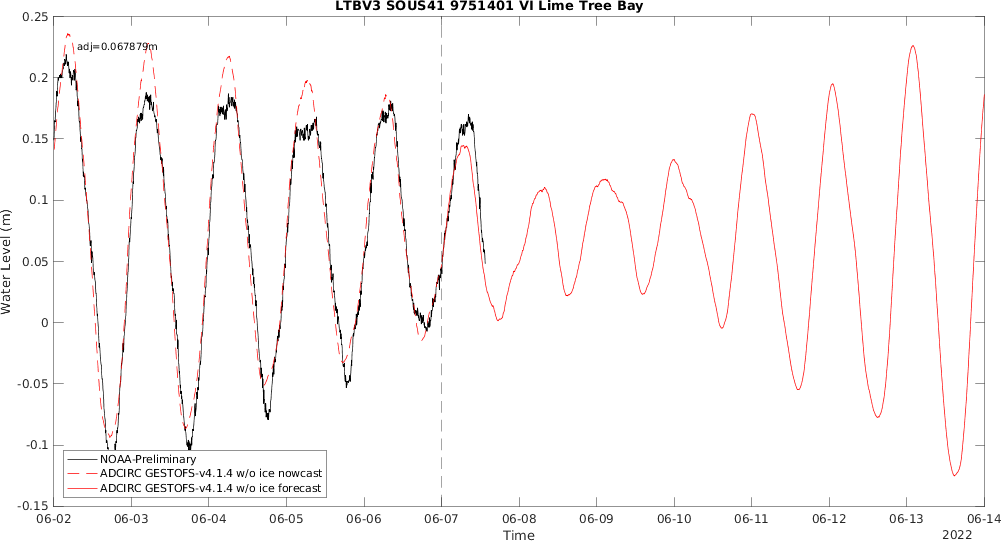 LTBV3 SOUS41 9751401 VI Lime Tree Bay
0.25
adj=0.067879m
0.2
0.15
0.1
0.05
0
-0.05
-0.1
-0.15
Water Level (m)
NOAA-Preliminary
ADCIRC GESTOFS-v4.1.4 w/o ice nowcast
ADCIRC GESTOFS-v4.1.4 w/o ice forecast
06-02 06-03 06-04 06-05 06-06 06-07 06-08 06-09 06-10 06-11 06-12 06-13 06-14
Time
2022